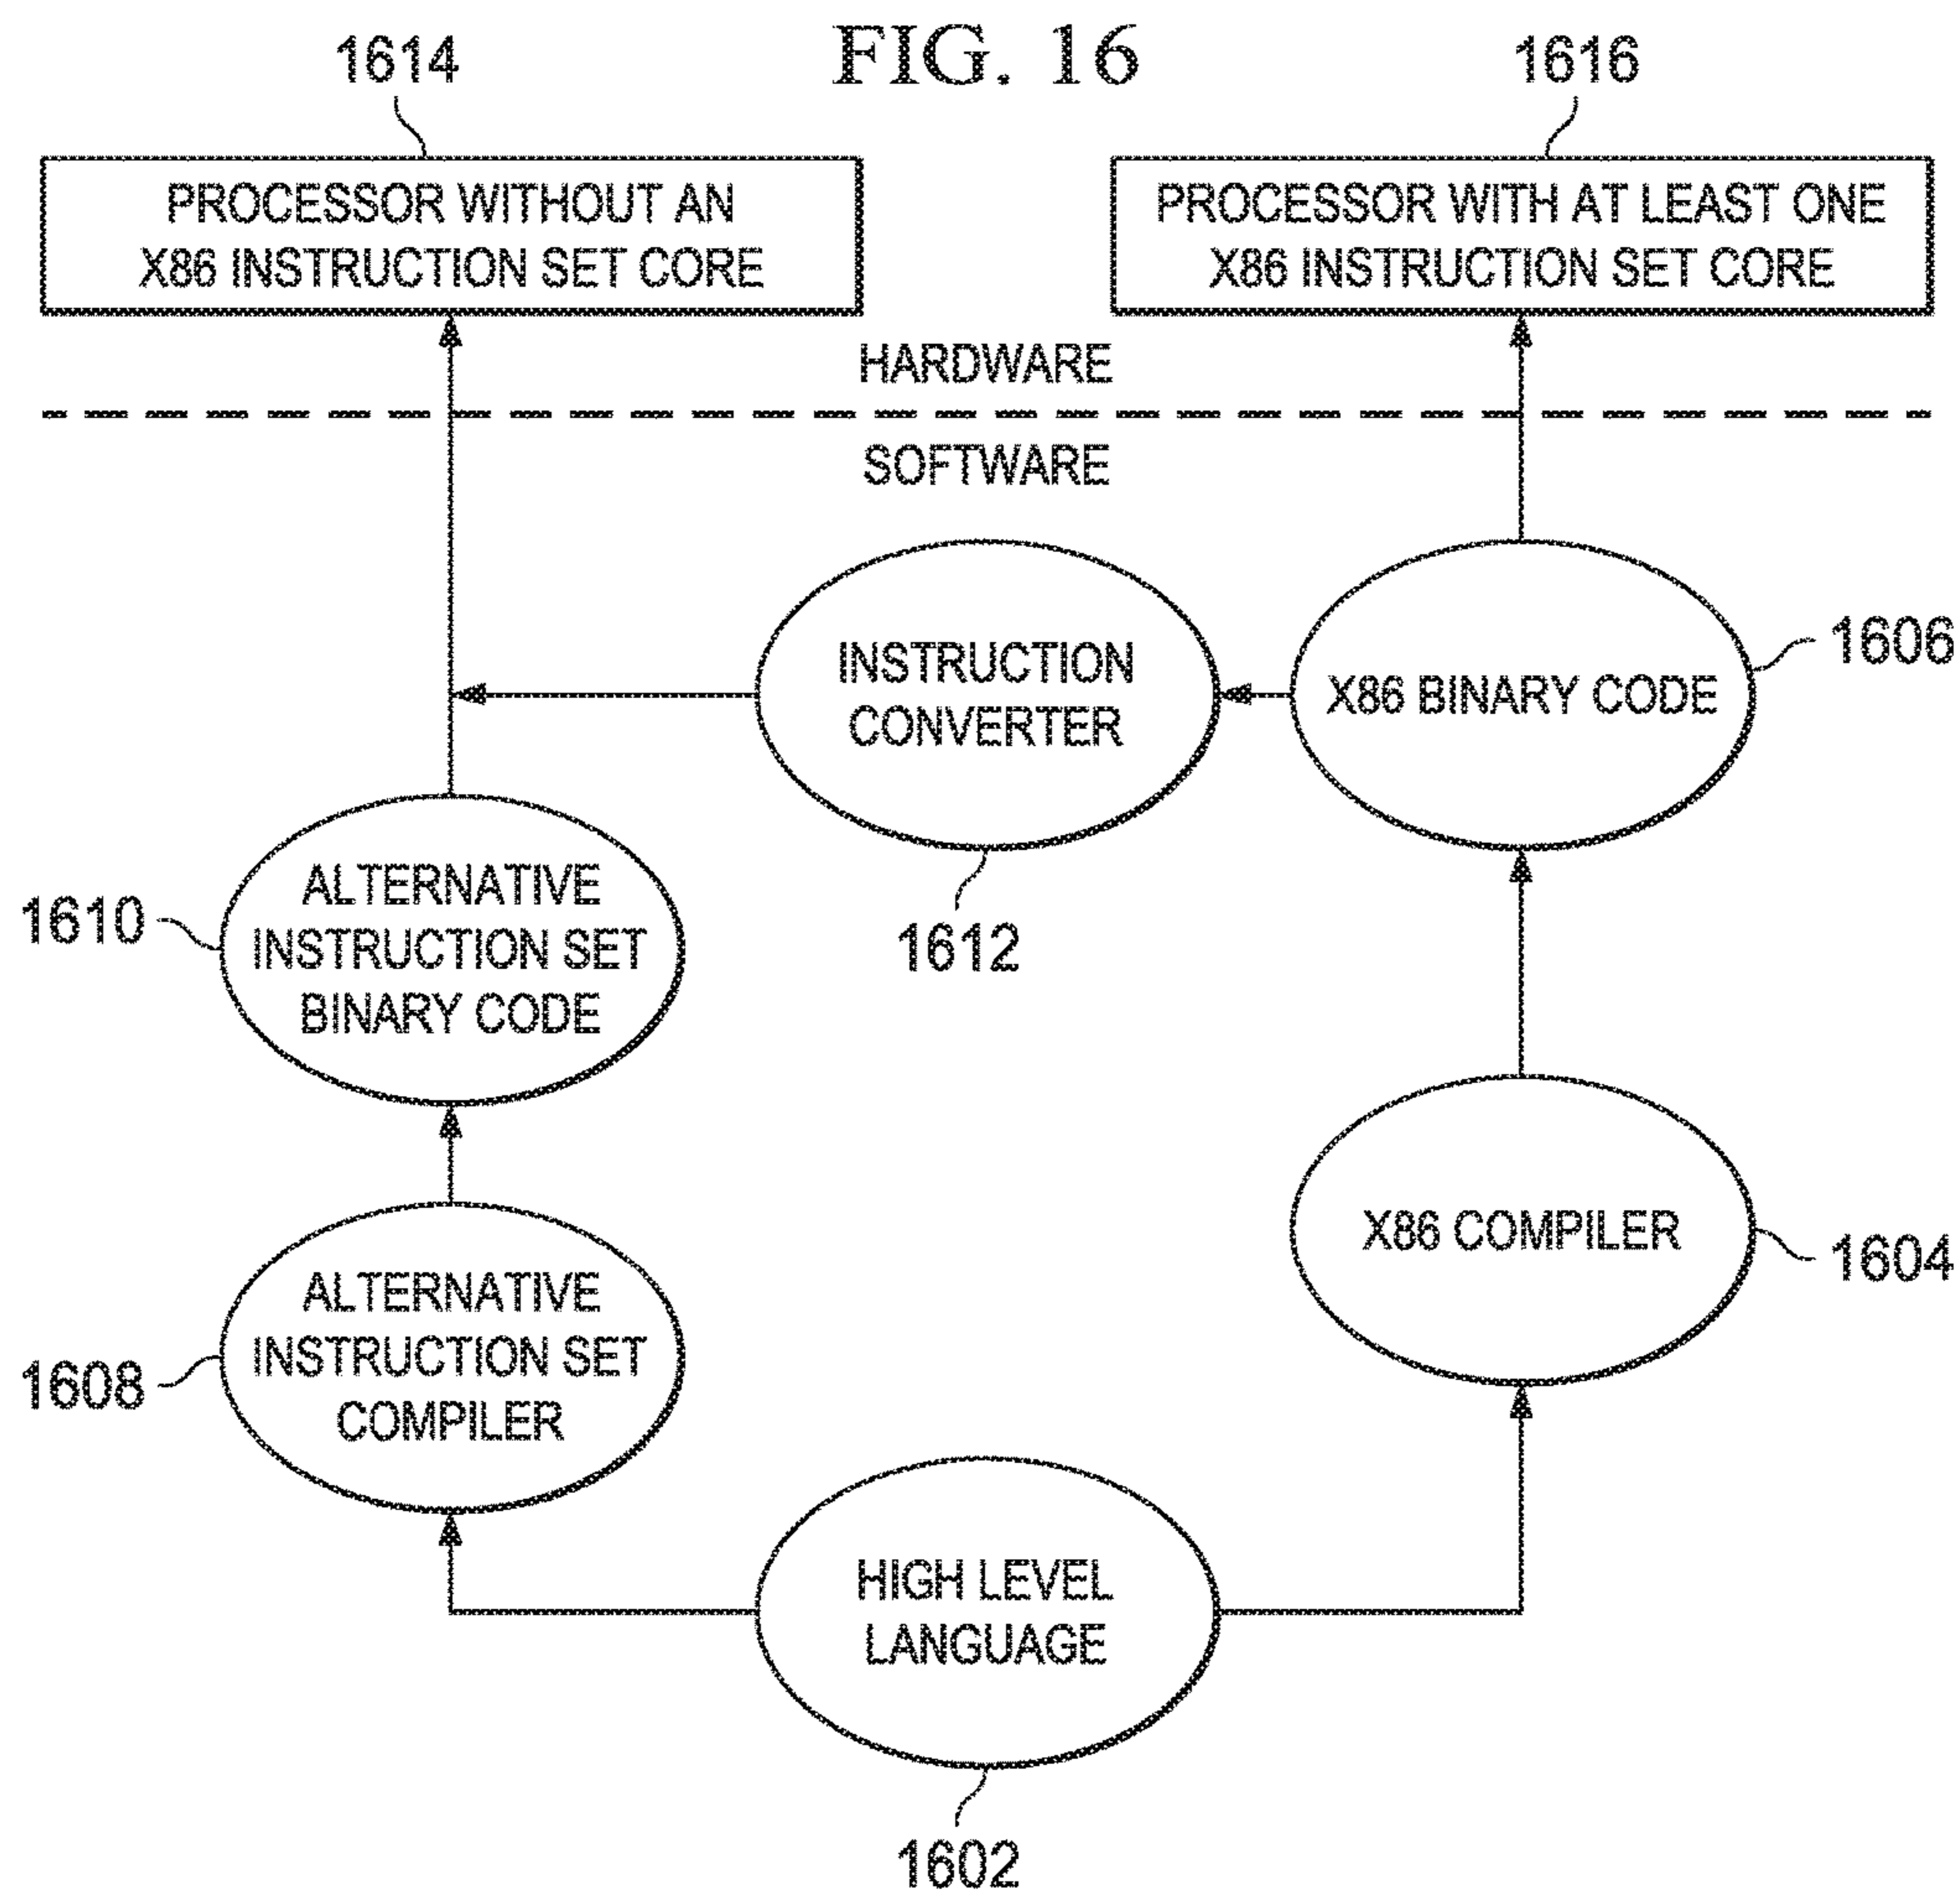 FIG. 16
1614
1616
PROCESSOR WITHOUT AN
X86 INSTRUCTION SET CORE
PROCESSOR WITH AT LEAST ONE
X86 INSTRUCTION SET CORE
HARDWARE
SOFTWARE
INSTRUCTION
CONVERTER
1612
X86 BINARY CODE
1606
ALTERNATIVE
INSTRUCTION SET
BINARY CODE
1610
X86 COMPILER
1604
ALTERNATIVE
INSTRUCTION SET
COMPILER
1608
HIGH LEVEL
LANGUAGE
1602